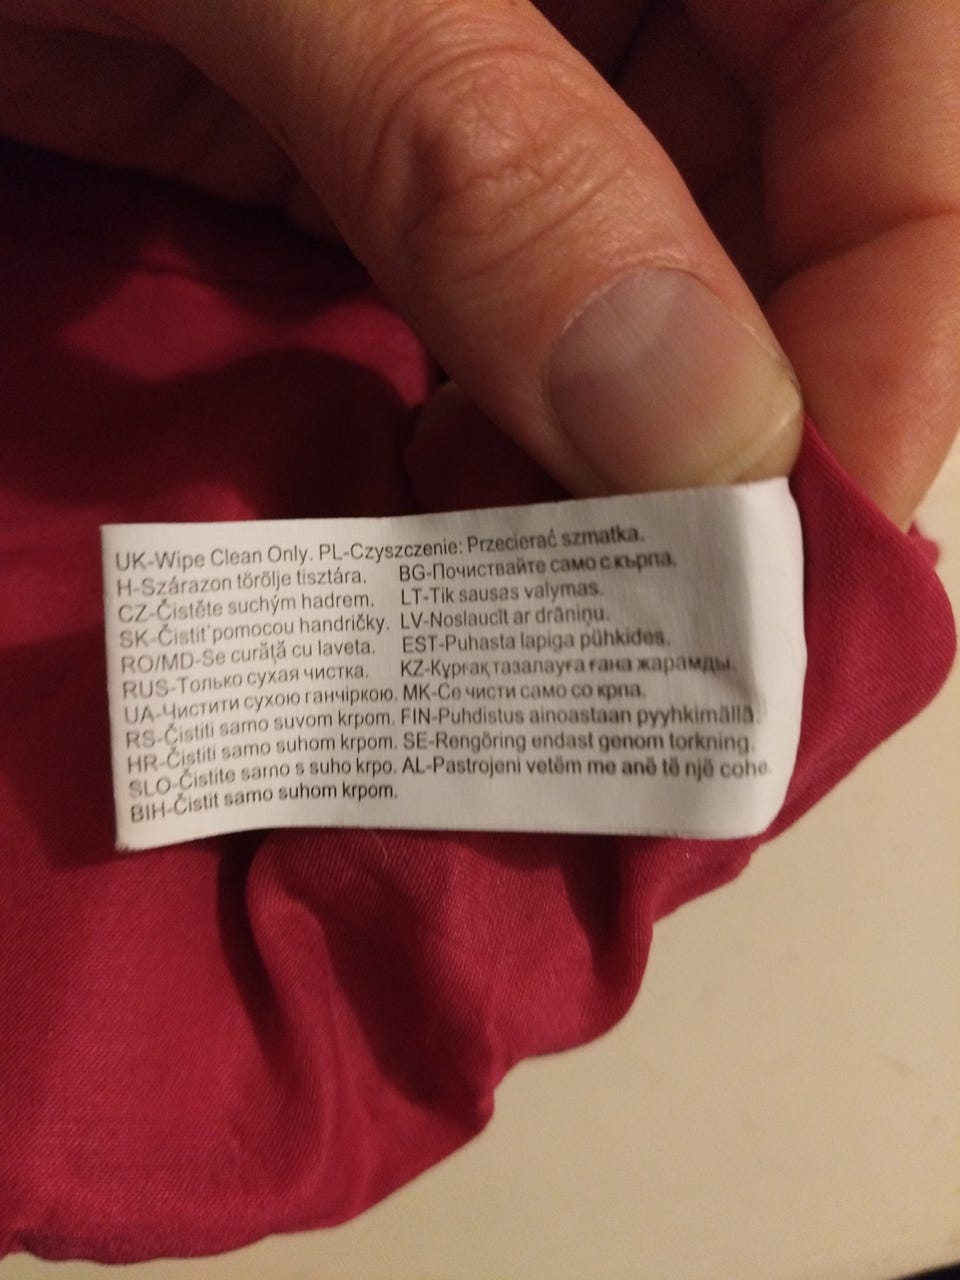 UK-Wipe Clean Only. PL-Czyszczenie: Przecierać szmatka.
H-Szárazon törölje tisztára.
CZ-Čistěte suchým hadrem.
SK-Čistit' pomocou handričky.
RO/MD-Se curăță cu laveta.
RUS-Только сухая чистка.
UA-Чистити сухою ганчіркою.
RS-Čistiti samo suvom krpom.
HR-Čistiti samo suhom krpom.
SLO-Čistite samo s suho krpo.
BIH-Čistit samo suhom krpom.
BG-Почиствайте само с кърпа.
LT-Tik sausas valymas.
LV-Noslaucīt ar drāniņu.
EST-Puhasta lapiga pühkides.
KZ-Құрғақ тазалауға ғана жарамды.
MK-Се чисти само со крпа.
FIN-Puhdistus ainoastaan pyyhkimällä.
SE-Rengöring endast genom torkning.
AL-Pastrojeni vetëm me anë të një cohe.